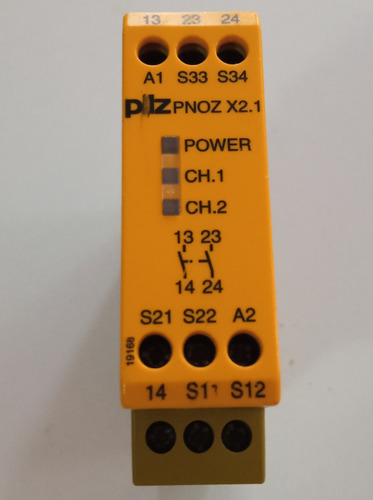 13 23 24
A1 S33 S34
pilz PNOZ X2.1
POWER
CH.1
CH.2
13 23
14 24
S21 S22 A2
19166
14 S11 S12